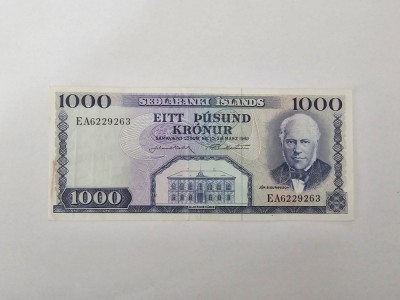 1000 SEÐLABANKI ÍSLANDS 1000
EA6229263
EITT ÞÚSUND
KRÓNUR
EA6229263
1000